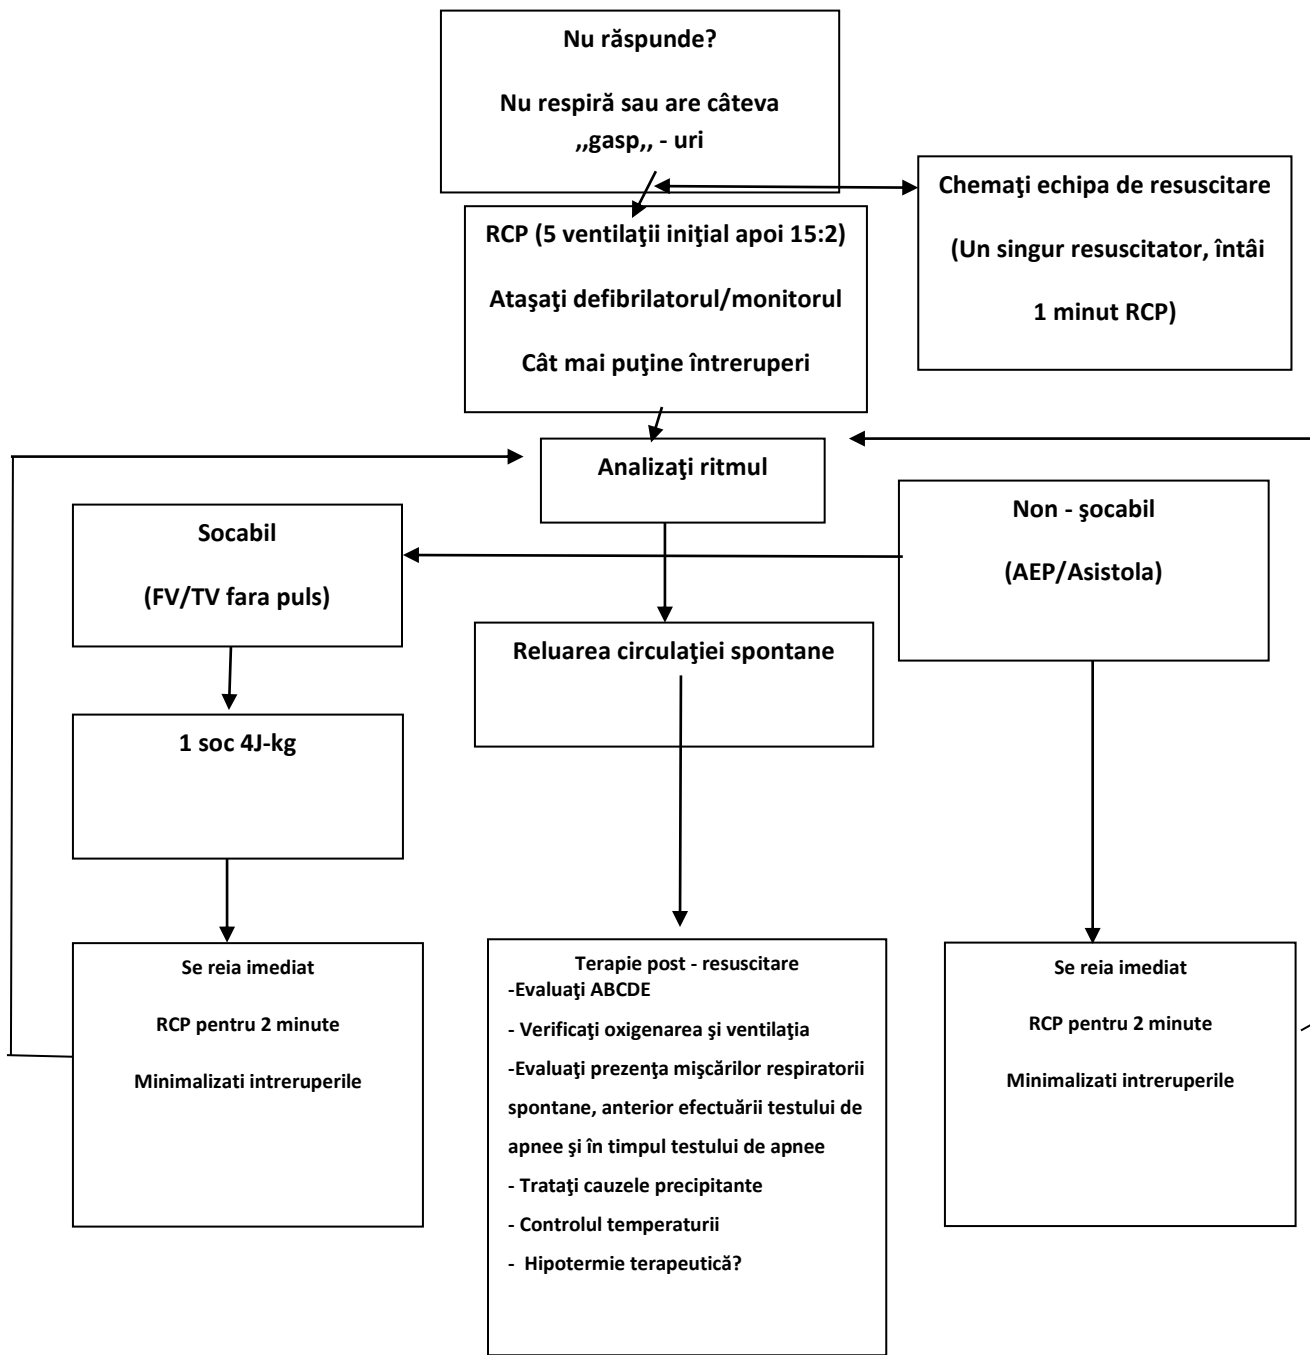 Nu răspunde?
Nu respiră sau are câteva
,,gasp,, - uri
Chemaţi echipa de resuscitare
(Un singur resuscitator, întâi
1 minut RCP)
RCP (5 ventilaţii iniţial apoi 15:2)
Ataşaţi defibrilatorul/monitorul
Cât mai puţine întreruperi
Analizaţi ritmul
Socabil
(FV/TV fara puls)
Non - şocabil
(AEP/Asistola)
Reluarea circulaţiei spontane
1 soc 4J-kg
Se reia imediat
RCP pentru 2 minute
Minimalizati intreruperile
Terapie post - resuscitare
-Evaluaţi ABCDE
- Verificaţi oxigenarea şi ventilaţia
-Evaluaţi prezenţa mişcărilor respiratorii
spontane, anterior efectuării testului de
apnee şi în timpul testului de apnee
- Trataţi cauzele precipitante
- Controlul temperaturii
- Hipotermie terapeutică?
Se reia imediat
RCP pentru 2 minute
Minimalizati intreruperile